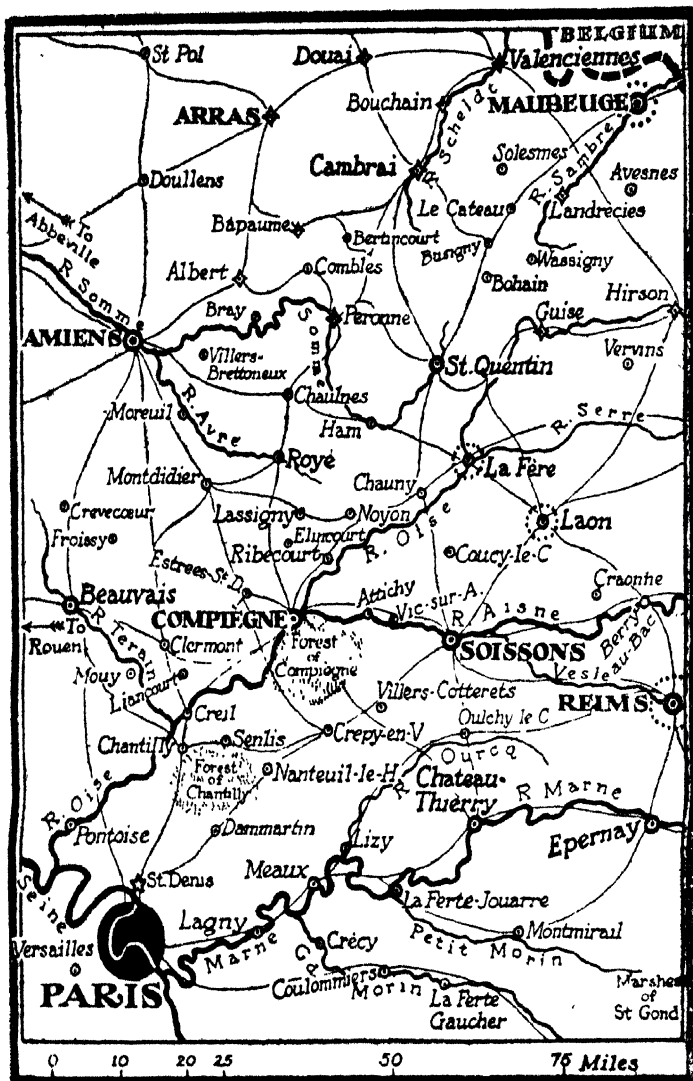 BELGIUM
St Pol
Douai
Valenciennes
Bouchain
MAUBEUGE
ARRAS
R. Scheldt
Cambrai
Solesmes
R. Sambre
Avesnes
Doullens
Le Cateau
Landrecies
To
Abbeville
Bapaume
Bertincourt
Busigny
Wassigny
R. Somme
Albert
Combles
Bohain
Hirson
Bray
Somme
Peronne
Guise
AMIENS
Villers-
Brettoneux
St. Quentin
Vervins
Chaulnes
Moreuil
R. Avre
Ham
R. Serre
Roye
La Fère
Montdidier
Chauny
Crevecœur
Lassigny
Noyon
Laon
Froissy
Elincourt
Ribecourt
R. Oise
Coucy-le-C
Estrees-St D.
Beauvais
Attichy
Vic-sur-A.
Craonne
COMPIEGNE
R Aisne
To
Rouen
R Terain
Clermont
Forest
of
Compiegne
SOISSONS
Berry-
au-Bac
Vesle
Mouy
Liancourt
Villers-Cotterets
REIMS
Creil
Oulchy le C
Chantilly
Senlis
Crepy-en-V
R Ourcq
Forest
of
Chantilly
Nanteuil-le-H
Chateau-
Thierry
R Marne
R. Oise
Pontoise
Dammartin
Lizy
Epernay
Seine
St. Denis
Meaux
La Ferte-Jouarre
Lagny
Montmirail
Versailles
Marne
Crécy
Petit Morin
PARIS
Gd Morin
Coulommiers
La Ferte
Gaucher
Marshes
of
St Gond
0 10 20 25 50 75 Miles